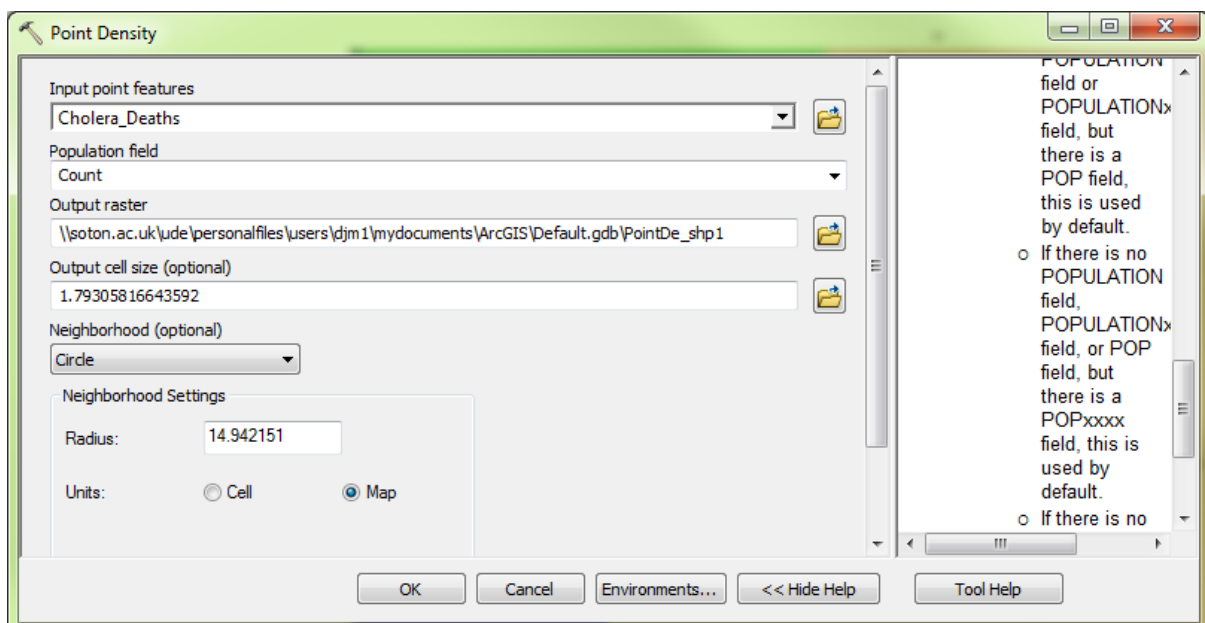 Point Density
Input point features
Cholera_Deaths
Population field
Count
Output raster
\\soton.ac.uk\ude\personalfiles\users\djm1\mydocuments\ArcGIS\Default.gdb\PointDe_shp1
Output cell size (optional)
1.79305816643592
Neighborhood (optional)
Circle
Neighborhood Settings
Radius:
14.942151
Units:
Cell
Map
POPULATION
field or
POPULATIONx
field, but
there is a
POP field,
this is used
by default.
o If there is no
POPULATION
field,
POPULATIONx
field, or POP
field, but
there is a
POPxxxx
field, this is
used by
default.
o If there is no
OK
Cancel
Environments...
<< Hide Help
Tool Help